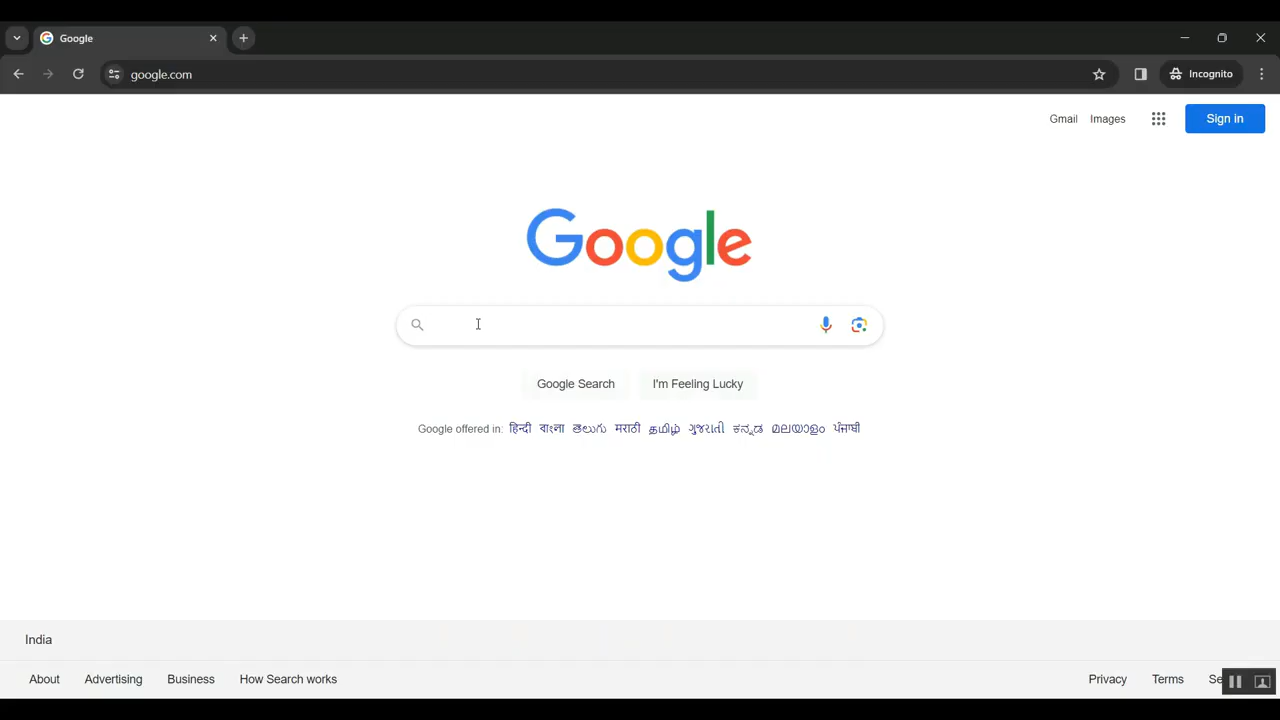 Google
google.com
Incognito
Gmail Images Sign in
Google
Google Search I'm Feeling Lucky
Google offered in: हिन्दी বাংলা తెలుగు मराठी தமிழ் ગુજરાતી ಕನ್ನಡ മലയാളം ਪੰਜਾਬੀ
India
About Advertising Business How Search works Privacy Terms Se